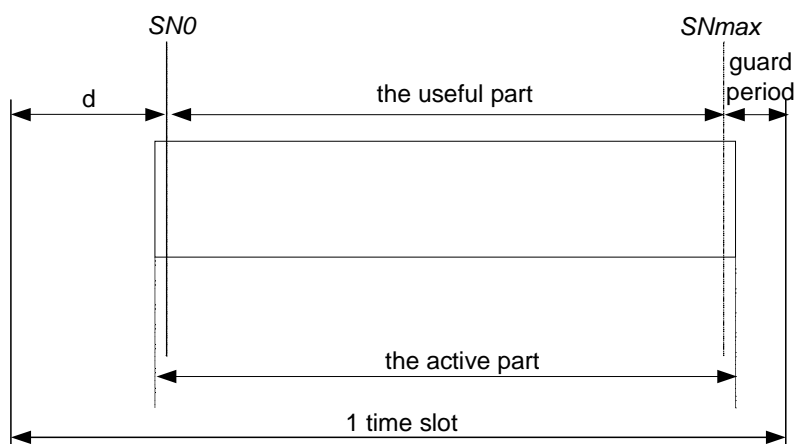 SN0
SNmax
d
the useful part
guard
period
the active part
1 time slot